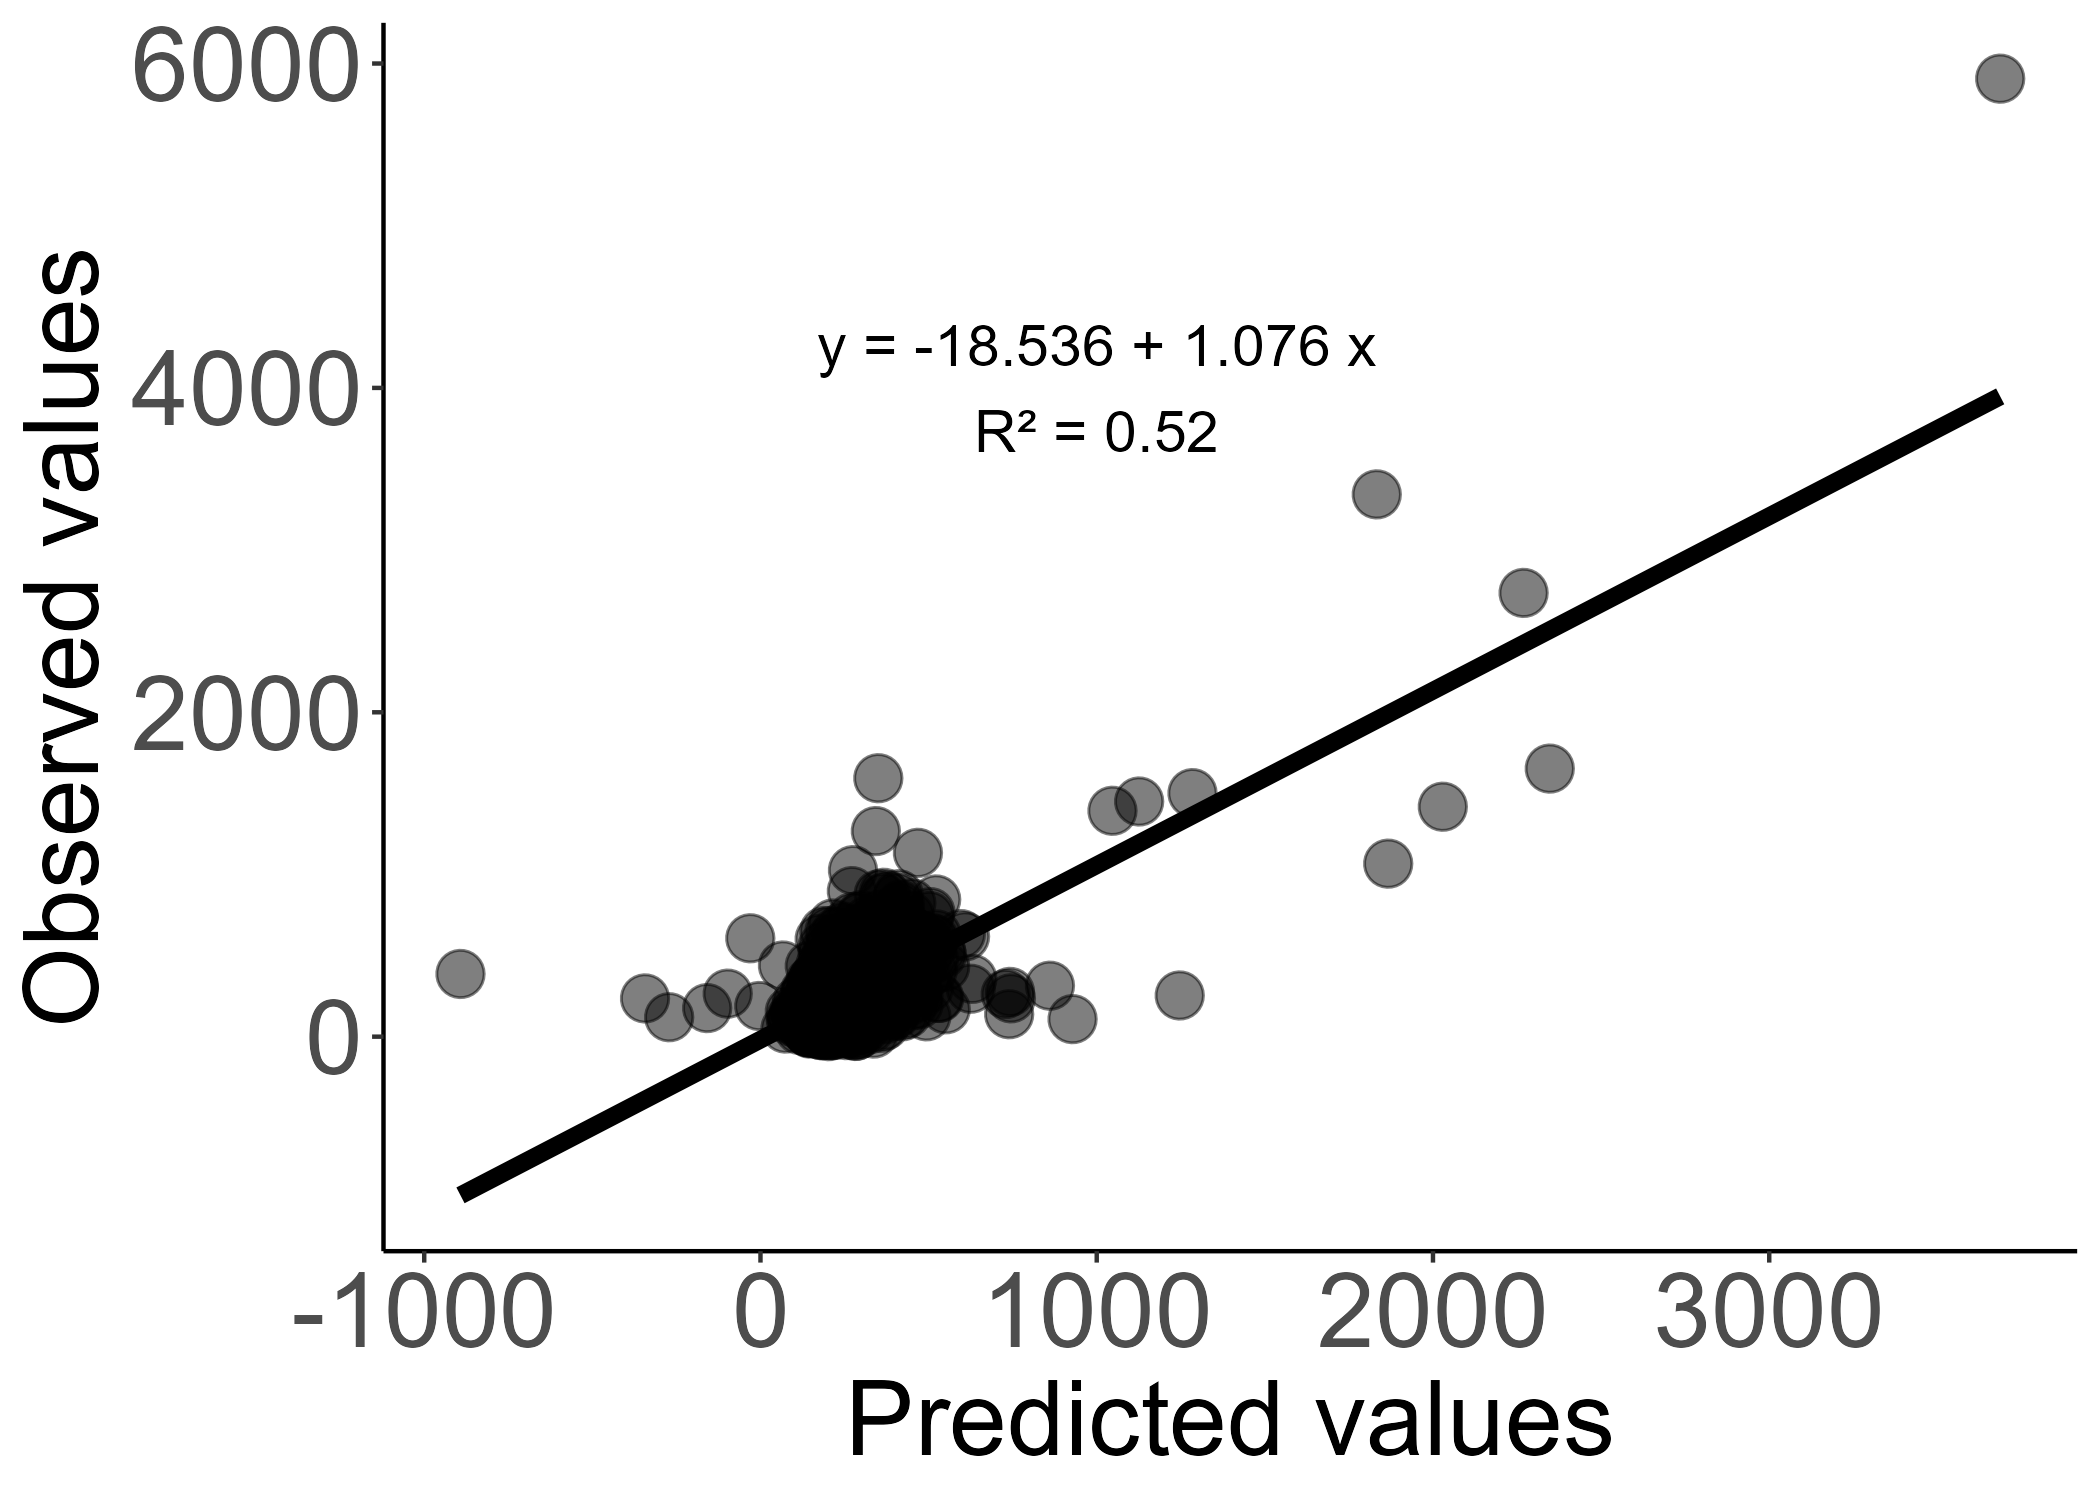 6000
4000
2000
0
Observed values
y = -18.536 + 1.076 x
R² = 0.52
-1000 0 1000 2000 3000
Predicted values